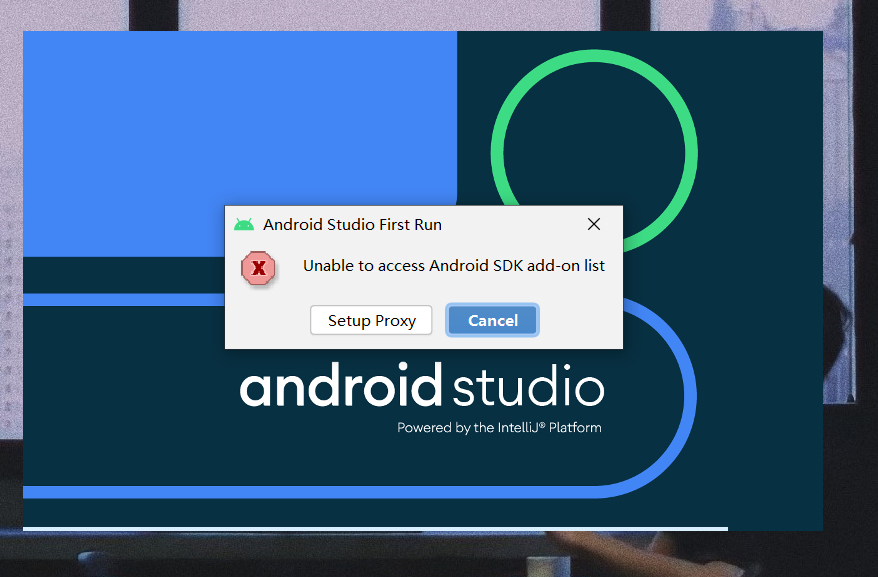 Android Studio First Run
Unable to access Android SDK add-on list
Setup Proxy
Cancel
android studio
Powered by the IntelliJ® Platform